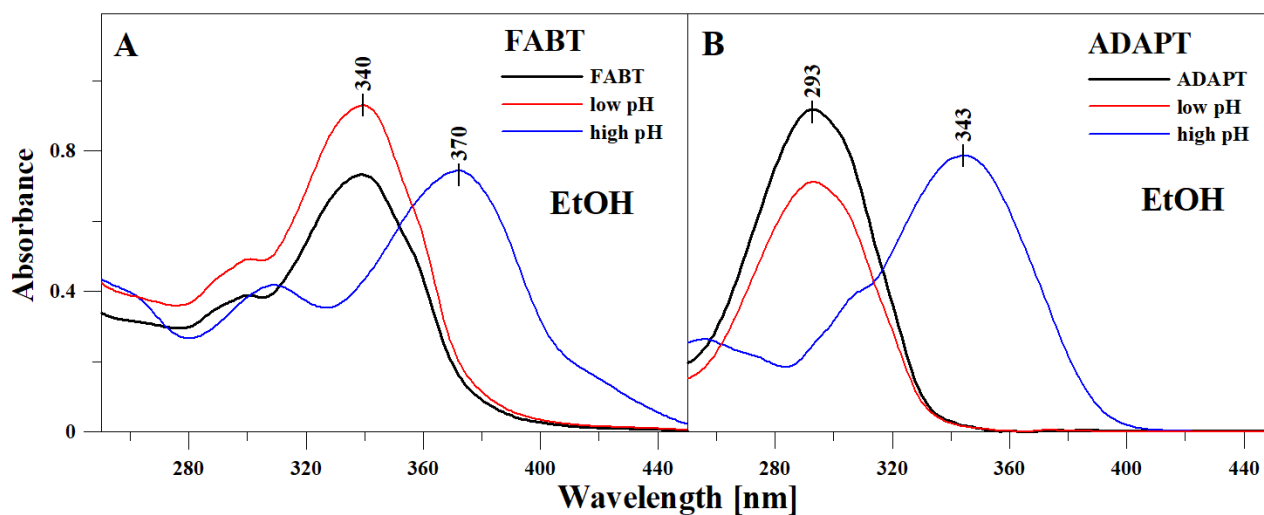 A
FABT
FABT
low pH
high pH
340
370
EtOH
B
ADAPT
ADAPT
low pH
high pH
293
343
EtOH
Absorbance
0.8
0.4
0
280
320
360
400
440
280
320
360
400
440
Wavelength [nm]